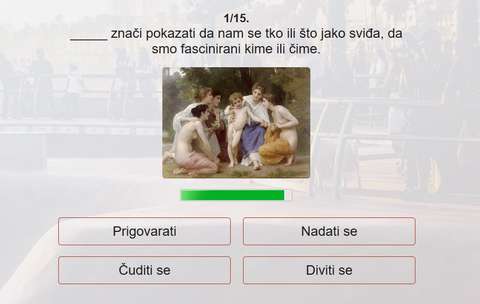 1/15.
_____ znači pokazati da nam se tko ili što jako sviđa, da
smo fascinirani kime ili čime.
Prigovarati
Nadati se
Čuditi se
Diviti se